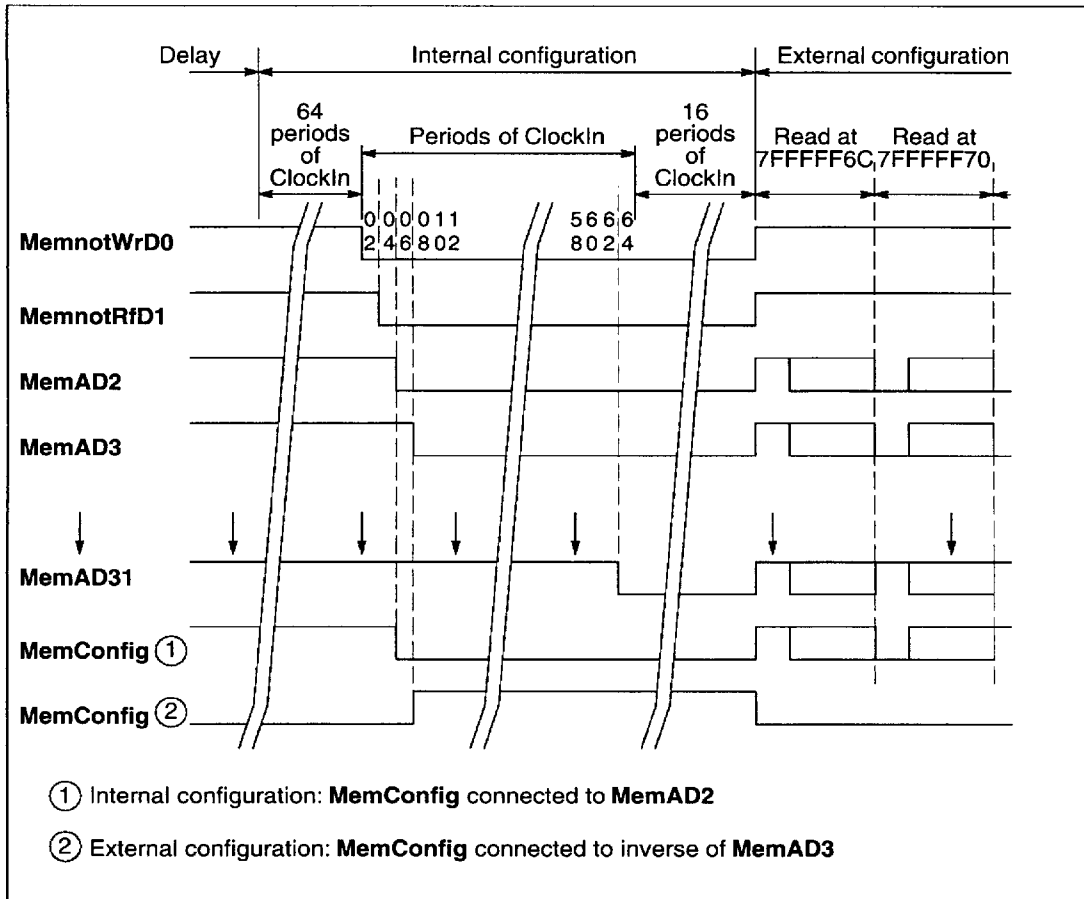 Delay Internal configuration External configuration
64 periods of ClockIn
Periods of ClockIn
16 periods of ClockIn
Read at 7FFFFF6C
Read at 7FFFFF70
0 0 0 0 1 1 5 6 6 6
2 4 6 8 0 2 8 0 2 4
MemnotWrD0
MemnotRfD1
MemAD2
MemAD3
MemAD31
MemConfig ①
MemConfig ②
① Internal configuration: MemConfig connected to MemAD2
② External configuration: MemConfig connected to inverse of MemAD3